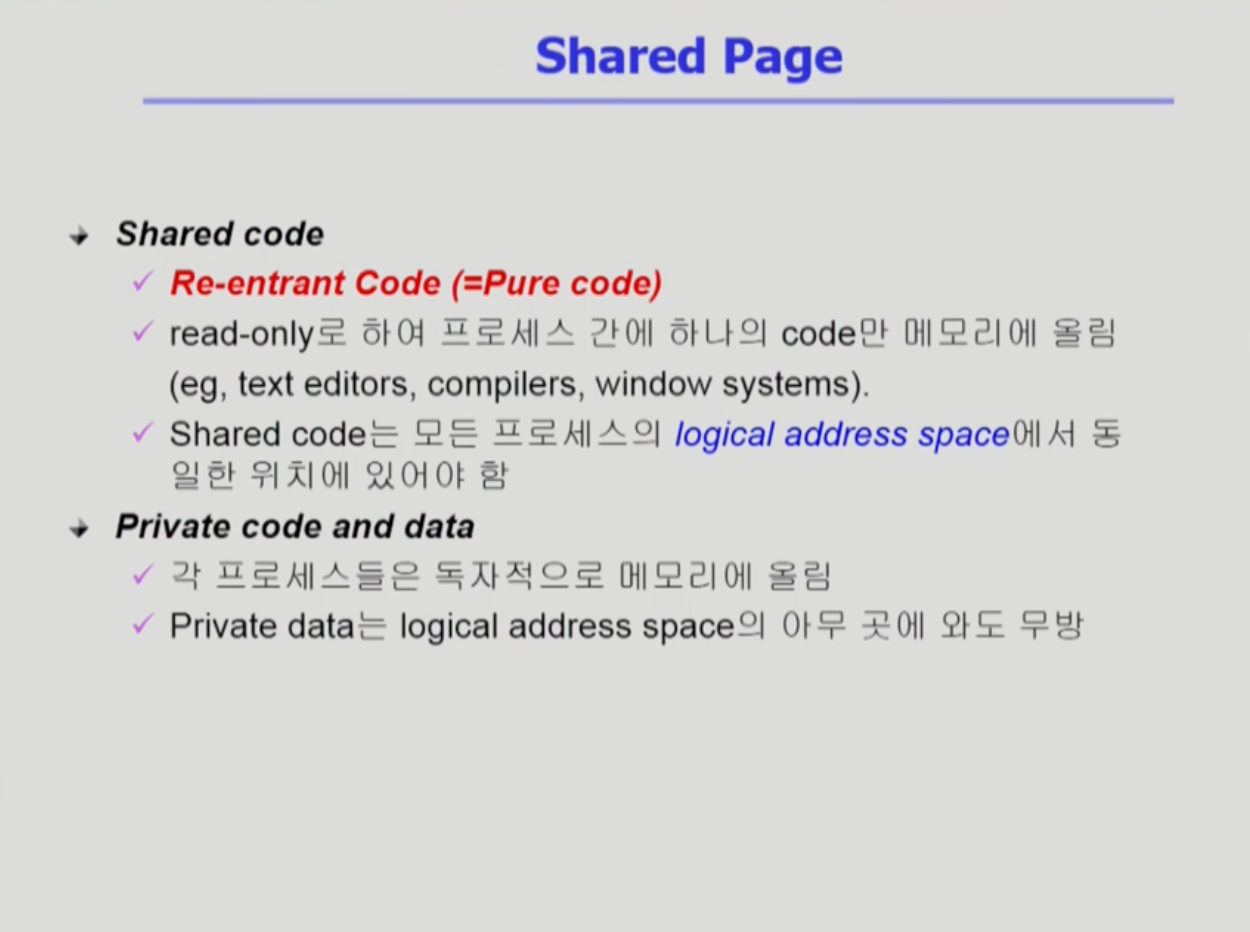 Shared Page
Shared code
Re-entrant Code (=Pure code)
read-only로 하여 프로세스 간에 하나의 code만 메모리에 올림
(eg, text editors, compilers, window systems).
Shared code는 모든 프로세스의 logical address space에서 동
일한 위치에 있어야 함
Private code and data
각 프로세스들은 독자적으로 메모리에 올림
Private data는 logical address space의 아무 곳에 와도 무방